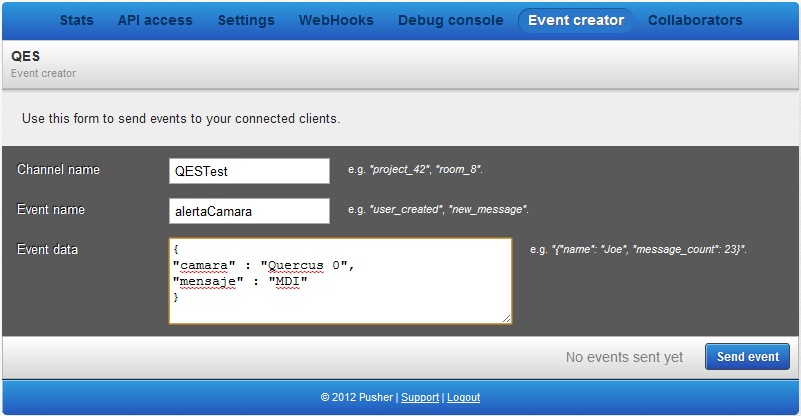 Stats API access Settings WebHooks Debug console Event creator Collaborators
QES
Event creator
Use this form to send events to your connected clients.
Channel name QESTest e.g. "project_42", "room_8".
Event name alertaCamara e.g. "user_created", "new_message".
Event data { e.g. "{"name": "Joe", "message_count": 23}".
"camara" : "Quercus 0",
"mensaje" : "MDI"
}
No events sent yet Send event
© 2012 Pusher | Support | Logout